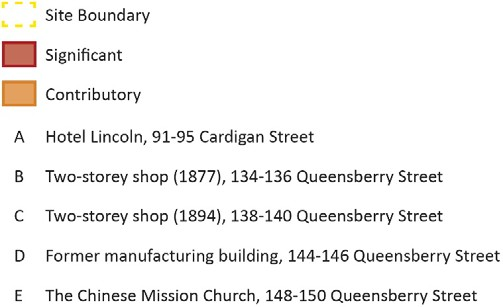 Site Boundary
Significant
Contributory
A Hotel Lincoln, 91-95 Cardigan Street
B Two-storey shop (1877), 134-136 Queensberry Street
C Two-storey shop (1894), 138-140 Queensberry Street
D Former manufacturing building, 144-146 Queensberry Street
E The Chinese Mission Church, 148-150 Queensberry Street